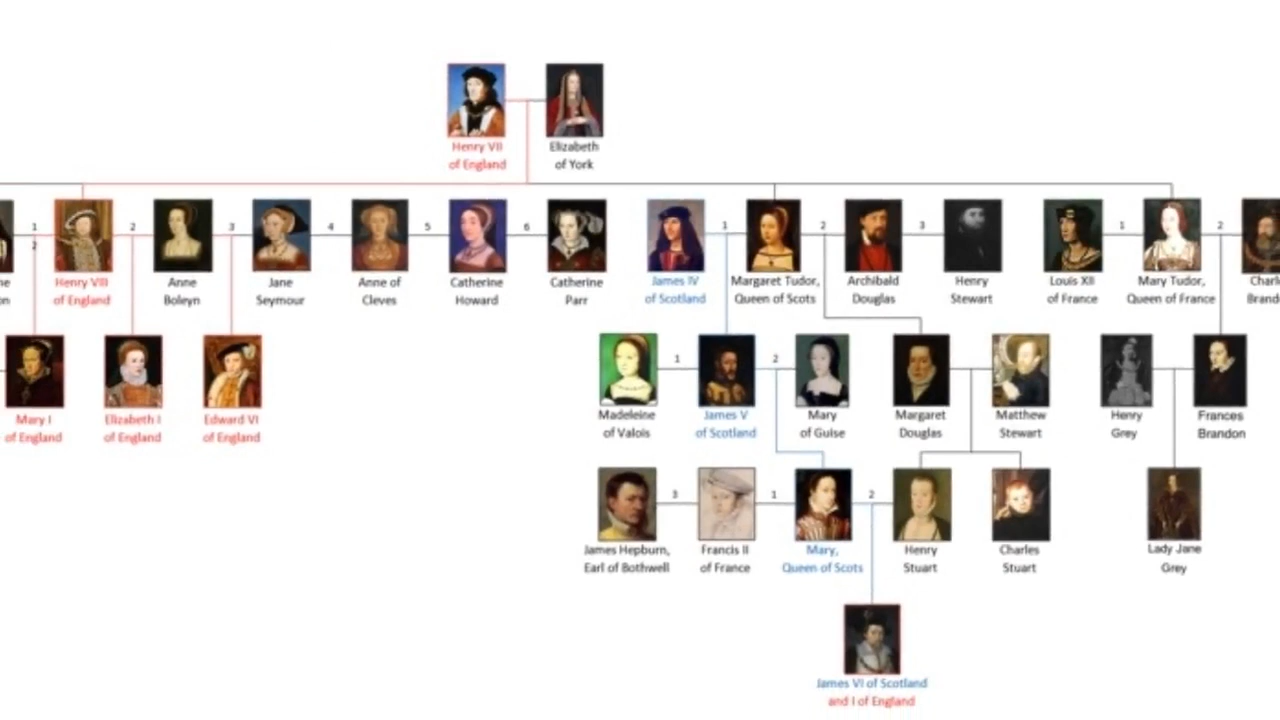 Henry VII
of England
Elizabeth
of York
1
2
2
3
4
5
6
1
2
3
1
2
Henry VIII
of England
Anne
Boleyn
Jane
Seymour
Anne of
Cleves
Catherine
Howard
Catherine
Parr
James IV
of Scotland
Margaret Tudor,
Queen of Scots
Archibald
Douglas
Henry
Stewart
Louis XII
of France
Mary Tudor,
Queen of France
1
2
Mary I
of England
Elizabeth I
of England
Edward VI
of England
Madeleine
of Valois
James V
of Scotland
Mary
of Guise
Margaret
Douglas
Matthew
Stewart
Henry
Grey
Frances
Brandon
3
1
2
James Hepburn,
Earl of Bothwell
Francis II
of France
Mary,
Queen of Scots
Henry
Stuart
Charles
Stuart
Lady Jane
Grey
James VI of Scotland
and I of England